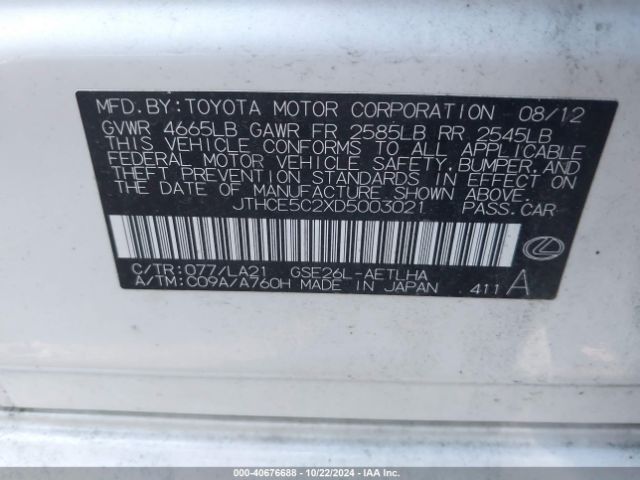 MFD.BY:TOYOTA MOTOR CORPORATION 08/12
GVWR 4665LB GAWR FR 2585LB RR 2545LB
THIS VEHICLE CONFORMS TO ALL APPLICABLE
FEDERAL MOTOR VEHICLE SAFETY,BUMPER,AND
THEFT PREVENTION STANDARDS IN EFFECT ON
THE DATE OF MANUFACTURE SHOWN ABOVE.
JTHCE5C2XD5003021 PASS.CAR
C/TR:077/LA21 GSE26L-AETLHA
A/TM:C09A/A760H MADE IN JAPAN .411 A
000-40676688 - 10/22/2024 - IAA Inc.